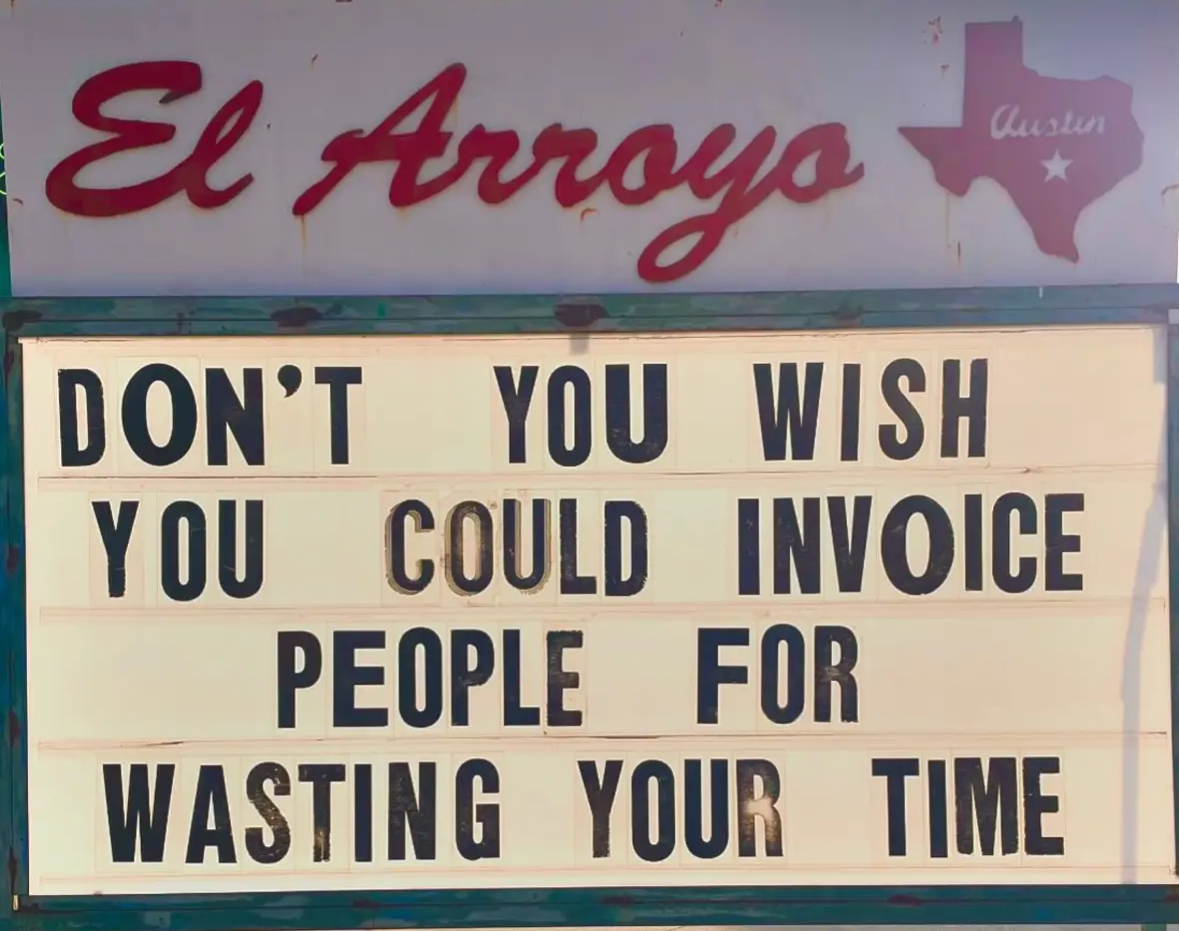 El Arroyo
Austin
DON'T YOU WISH
YOU COULD INVOICE
PEOPLE FOR
WASTING YOUR TIME